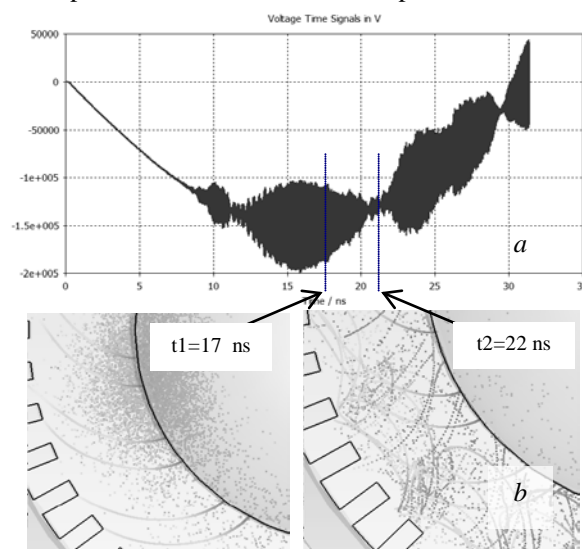 Voltage Time Signals in V
50000
0
-50000
-1e+005
-1.5e+005
-2e+005
0 5 10 15 20 25 30 35
Time / ns
a
t1=17 ns
t2=22 ns
b